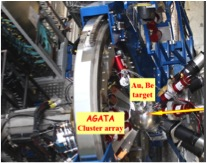 Au, Be
target
AGATA
Cluster array